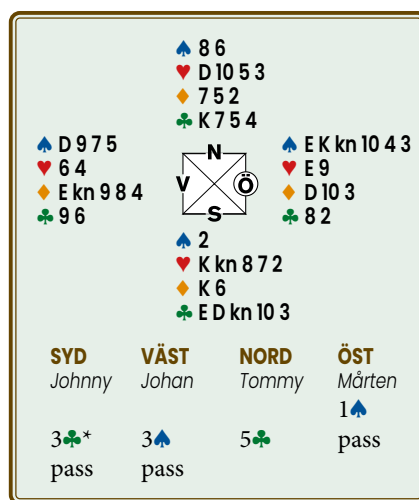 ♠ 8 6
♥ D 10 5 3
♦ 7 5 2
♣ K 7 5 4
♠ D 9 7 5
♥ 6 4
♦ E kn 9 8 4
♣ 9 6
N
V Ö
S
♠ E K kn 10 4 3
♥ E 9
♦ D 10 3
♣ 8 2
♠ 2
♥ K kn 8 7 2
♦ K 6
♣ E D kn 10 3
SYD VÄST NORD ÖST
Johnny Johan Tommy Mårten
1♠
3♣* 3♠ 5♣ pass
pass pass